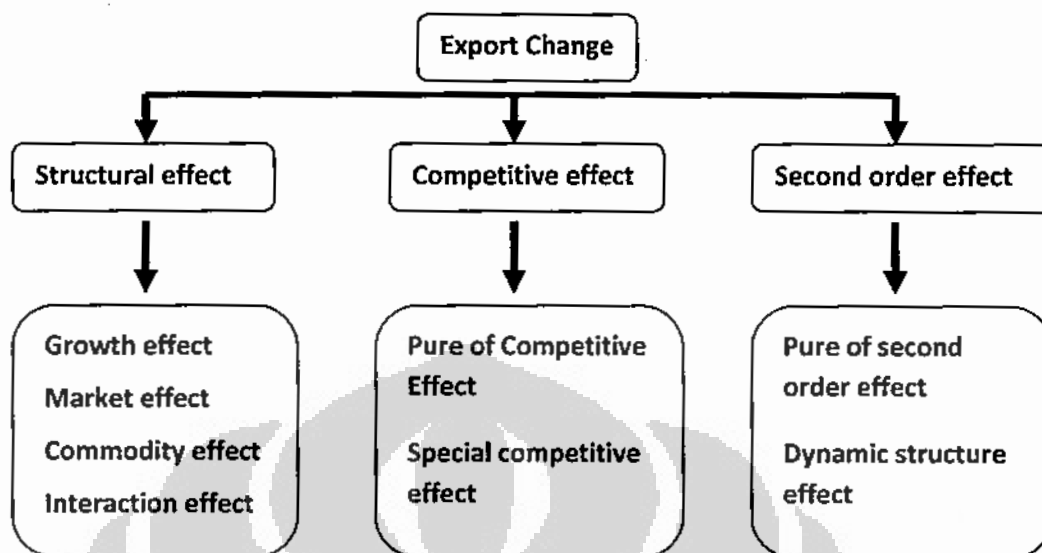 Export Change
Structural effect
Competitive effect
Second order effect
Growth effect
Market effect
Commodity effect
Interaction effect
Pure of Competitive
Effect
Special competitive
effect
Pure of second
order effect
Dynamic structure
effect